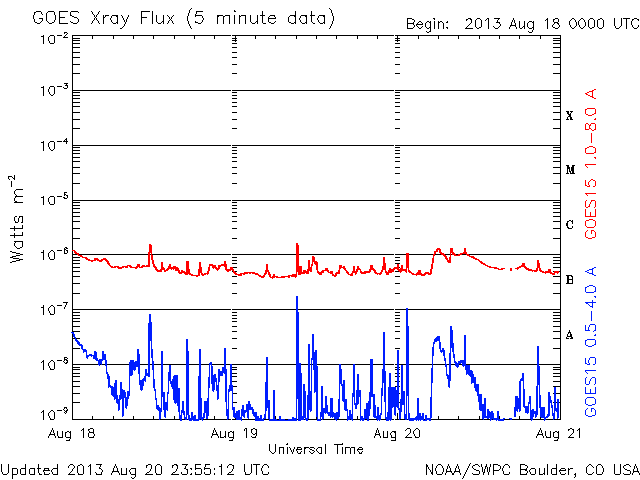 GOES Xray Flux (5 minute data)
Begin: 2013 Aug 18 0000 UTC
10⁻²
10⁻³
10⁻⁴
10⁻⁵
10⁻⁶
10⁻⁷
10⁻⁸
10⁻⁹
Watts m⁻²
X
M
C
B
A
GOES15 1.0-8.0 A
GOES15 0.5-4.0 A
Aug 18
Aug 19
Aug 20
Aug 21
Universal Time
Updated 2013 Aug 20 23:55:12 UTC
NOAA/SWPC Boulder, CO USA